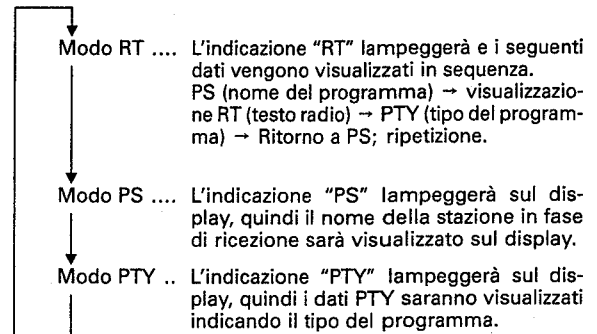 Modo RT .... L'indicazione “RT” lampeggerà e i seguenti
dati vengono visualizzati in sequenza.
PS (nome del programma) → visualizzazio-
ne RT (testo radio) → PTY (tipo del program-
ma) → Ritorno a PS; ripetizione.
Modo PS .... L'indicazione “PS” lampeggerà sul dis-
play, quindi il nome della stazione in fase
di ricezione sarà visualizzato sul display.
Modo PTY .. L'indicazione “PTY” lampeggerà sul dis-
play, quindi i dati PTY saranno visualizzati
indicando il tipo del programma.